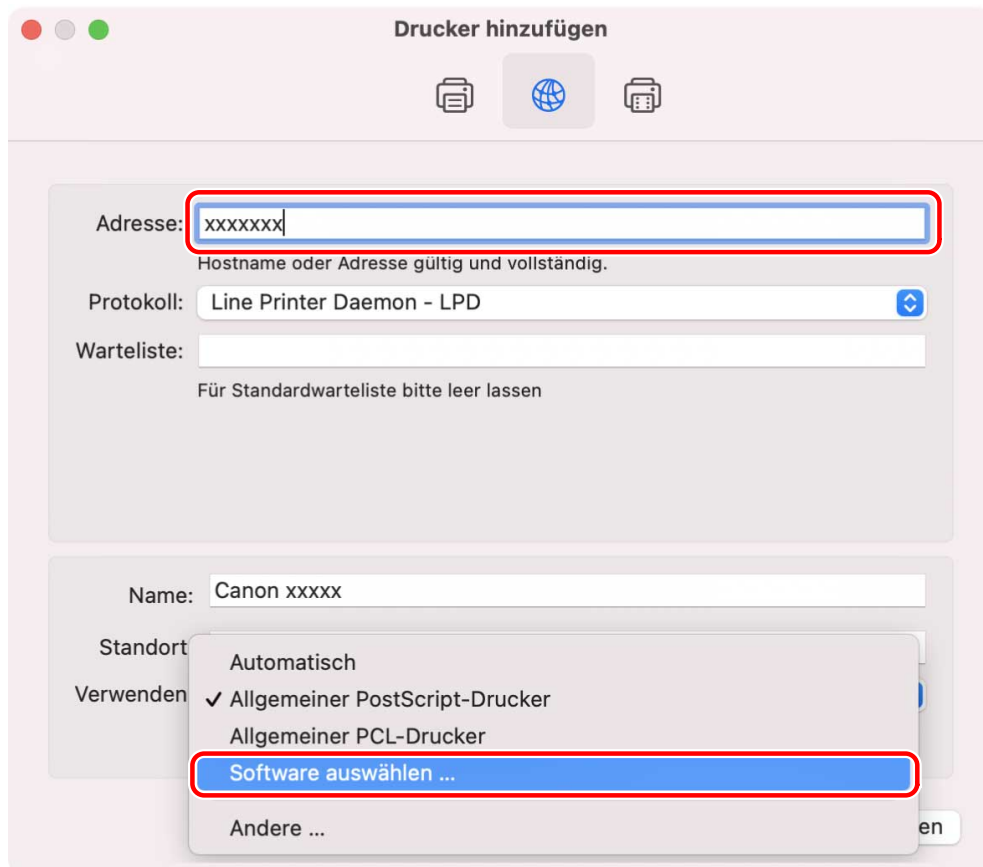 Drucker hinzufügen
Adresse: xxxxxxx
Hostname oder Adresse gültig und vollständig.
Protokoll: Line Printer Daemon - LPD
Warteliste:
Für Standardwarteliste bitte leer lassen
Name: Canon xxxxx
Standort
Automatisch
Verwenden ✓ Allgemeiner PostScript-Drucker
Allgemeiner PCL-Drucker
Software auswählen ...
Andere ...
en